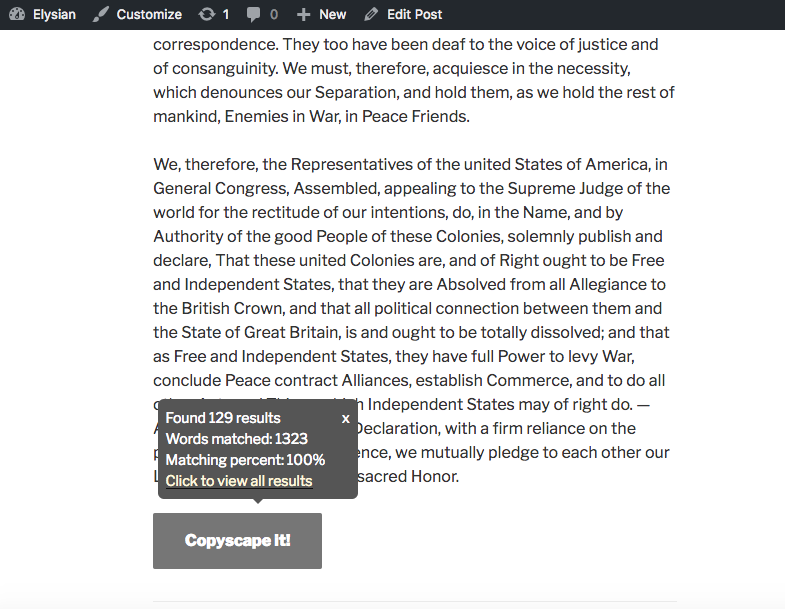 Elysian Customize 1 0 New Edit Post
correspondence. They too have been deaf to the voice of justice and
of consanguinity. We must, therefore, acquiesce in the necessity,
which denounces our Separation, and hold them, as we hold the rest of
mankind, Enemies in War, in Peace Friends.
We, therefore, the Representatives of the united States of America, in
General Congress, Assembled, appealing to the Supreme Judge of the
world for the rectitude of our intentions, do, in the Name, and by
Authority of the good People of these Colonies, solemnly publish and
declare, That these united Colonies are, and of Right ought to be Free
and Independent States, that they are Absolved from all Allegiance to
the British Crown, and that all political connection between them and
the State of Great Britain, is and ought to be totally dissolved; and that
as Free and Independent States, they have full Power to levy War,
conclude Peace contract Alliances, establish Commerce, and to do all
Independent States may of right do. —
Declaration, with a firm reliance on the
we mutually pledge to each other our
sacred Honor.
Found 129 results x
Words matched: 1323
Matching percent: 100%
Click to view all results
Copyscape It!